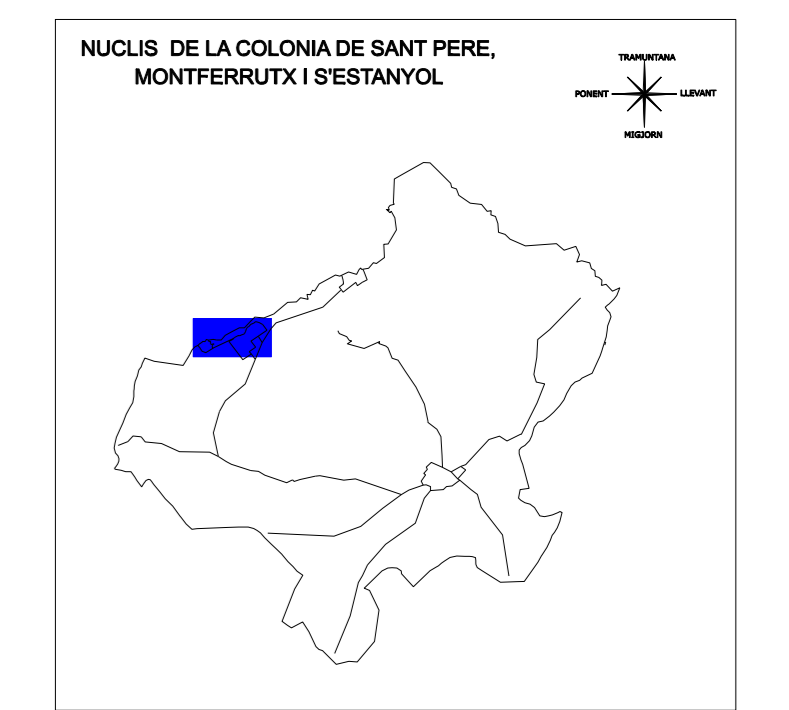 NUCLIS DE LA COLONIA DE SANT PERE,
MONTFERRUTX I S'ESTANYOL
TRAMUNTANA
PONENT LLEVANT
MIGJORN